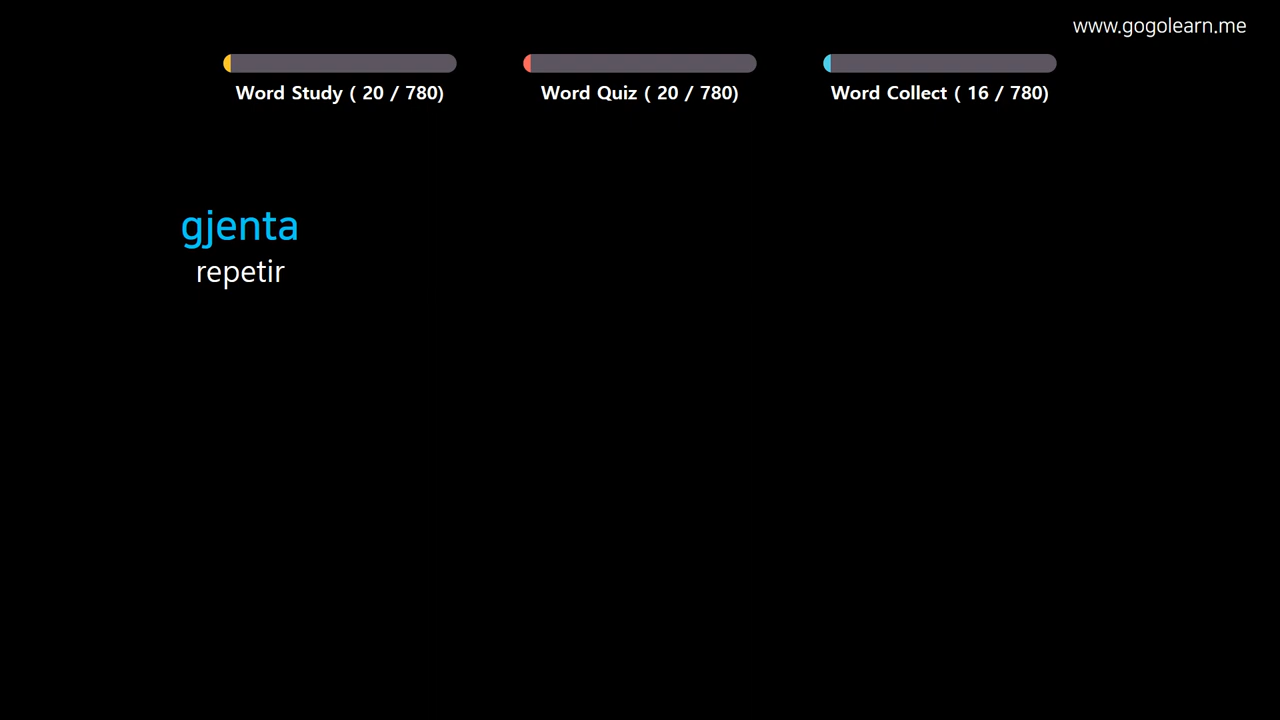 www.gogolearn.me
Word Study ( 20 / 780)
Word Quiz ( 20 / 780)
Word Collect ( 16 / 780)
gjenta
repetir